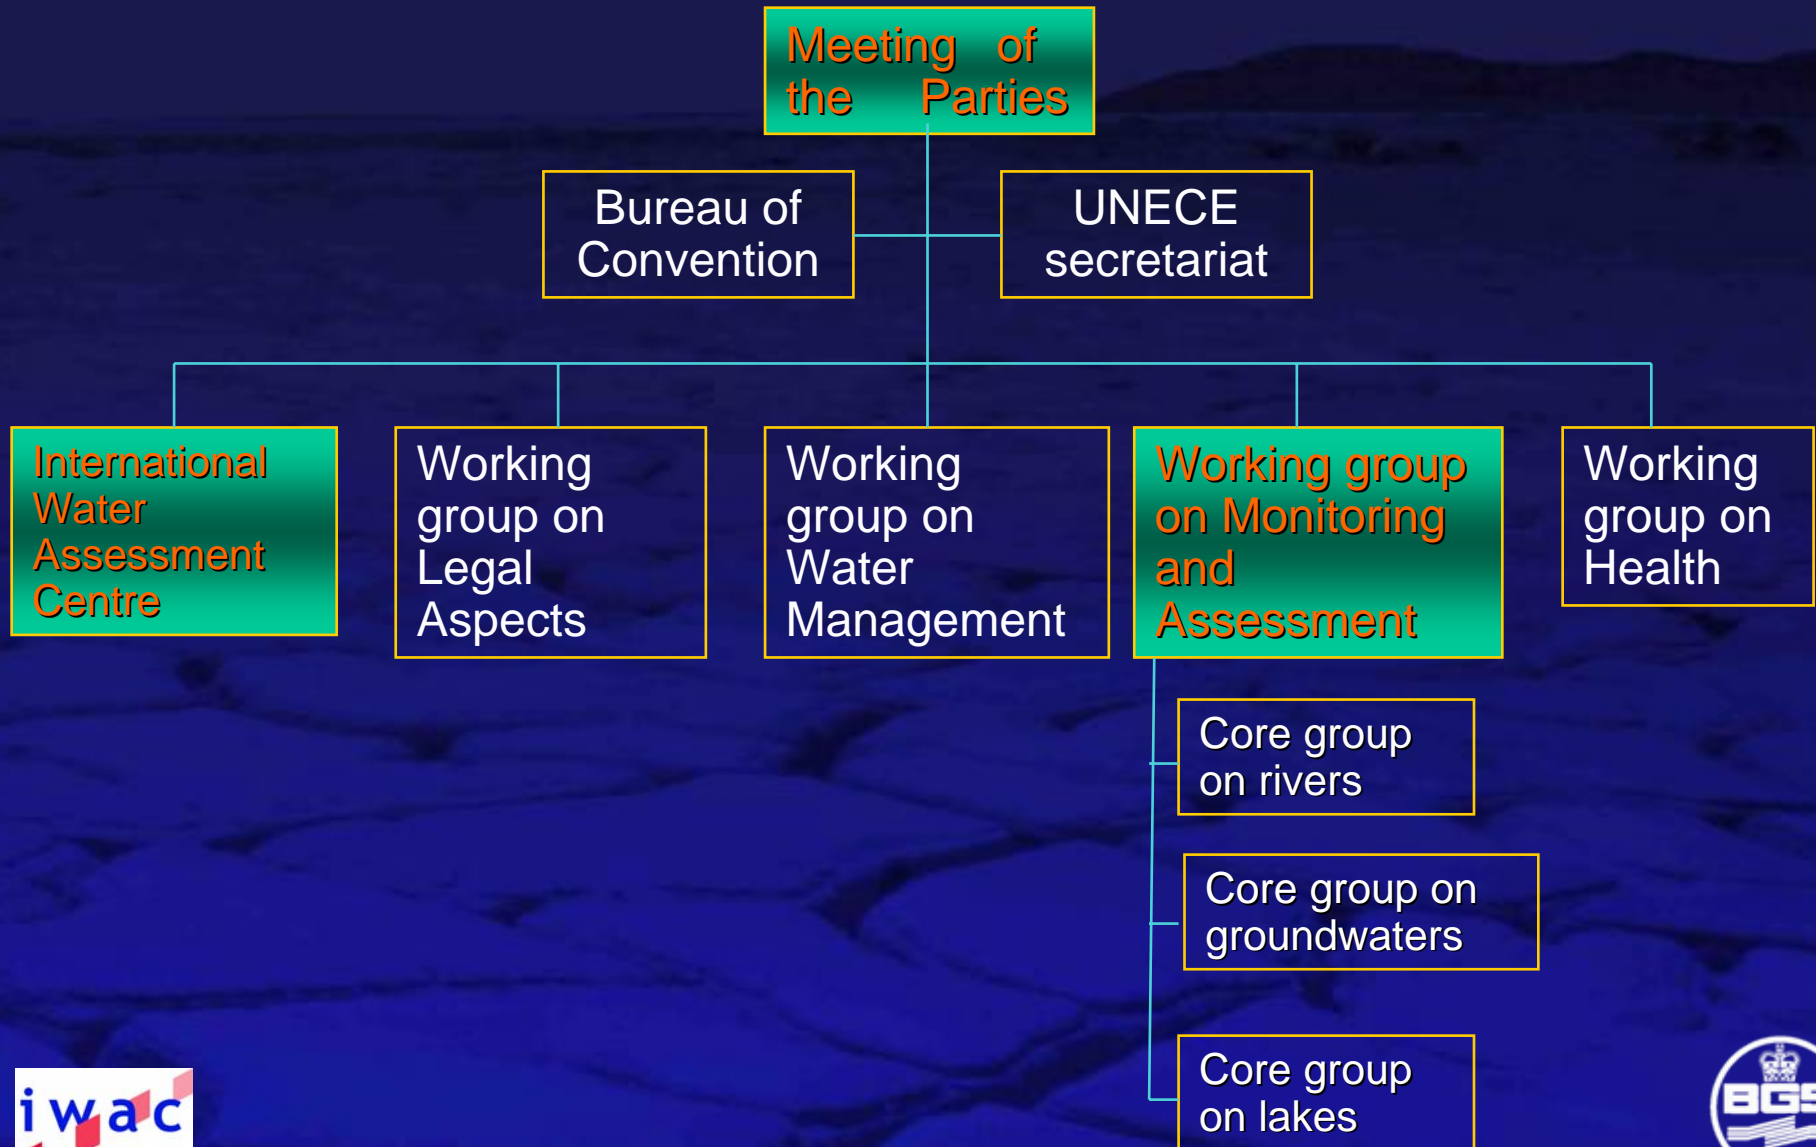 Meeting of
the Parties
Bureau of
Convention
UNECE
secretariat
International
Water
Assessment
Centre
Working
group on
Legal
Aspects
Working
group on
Water
Management
Working group
on Monitoring
and
Assessment
Working
group on
Health
Core group
on rivers
Core group on
groundwaters
Core group
on lakes
iwac
BGS